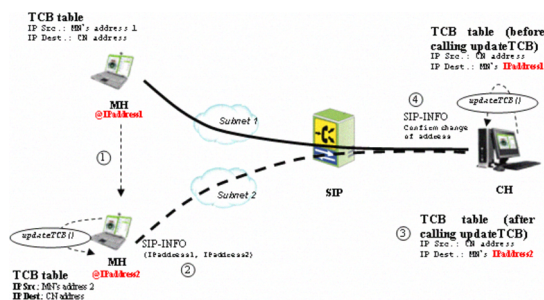 TCB table
IP Src.: MN's address 1
IP Dest.: CN address
MH
@IPaddress1
Subnet 1
①
SIP
TCB table (before
calling updateTCB)
IP Src.: CN address
IP Dest.: MN's IPaddress1
④
updateTCB()
SIP-INFO
Confirm change
of address
CH
Subnet 2
updateTCB()
MH
@IPaddress2
SIP-INFO
(IPaddress1, IPaddress2)
②
TCB table
IP Src.: MN's address 2
IP Dest.: CN address
③
TCB table (after
calling updateTCB)
IP Src.: CN address
IP Dest.: MN's IPaddress2